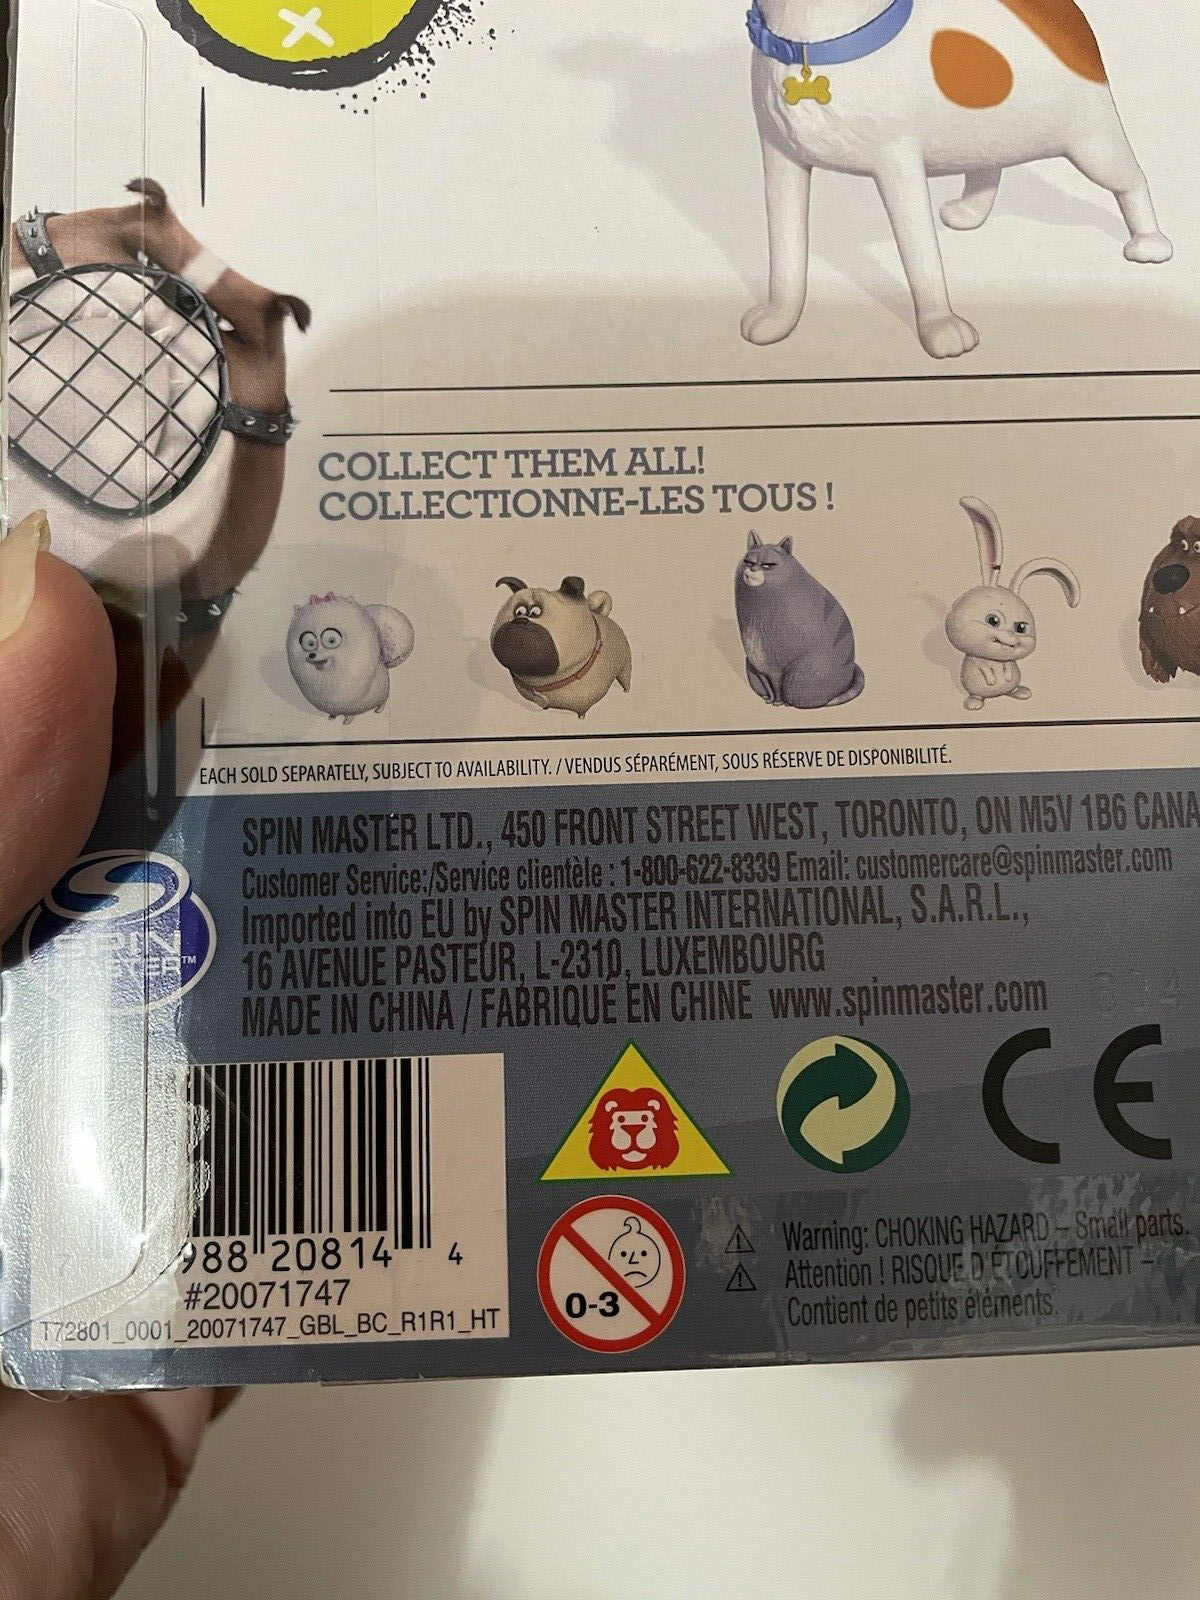 COLLECT THEM ALL!
COLLECTIONNE-LES TOUS !
EACH SOLD SEPARATELY, SUBJECT TO AVAILABILITY. / VENDUS SÉPARÉMENT, SOUS RÉSERVE DE DISPONIBILITÉ.
SPIN MASTER LTD., 450 FRONT STREET WEST, TORONTO, ON M5V 1B6 CANA
Customer Service:/Service clientèle : 1-800-622-8339 Email: customercare@spinmaster.com
Imported into EU by SPIN MASTER INTERNATIONAL, S.A.R.L.,
16 AVENUE PASTEUR, L-2310, LUXEMBOURG
MADE IN CHINA / FABRIQUÉ EN CHINE www.spinmaster.com
SPIN
MASTER™
CE
988 20814 4
#20071747
T72801_0001_20071747_GBL_BC_R1R1_HT
0-3
Warning: CHOKING HAZARD – Small parts.
Attention ! RISQUE D'ÉTOUFFEMENT –
Contient de petits éléments.